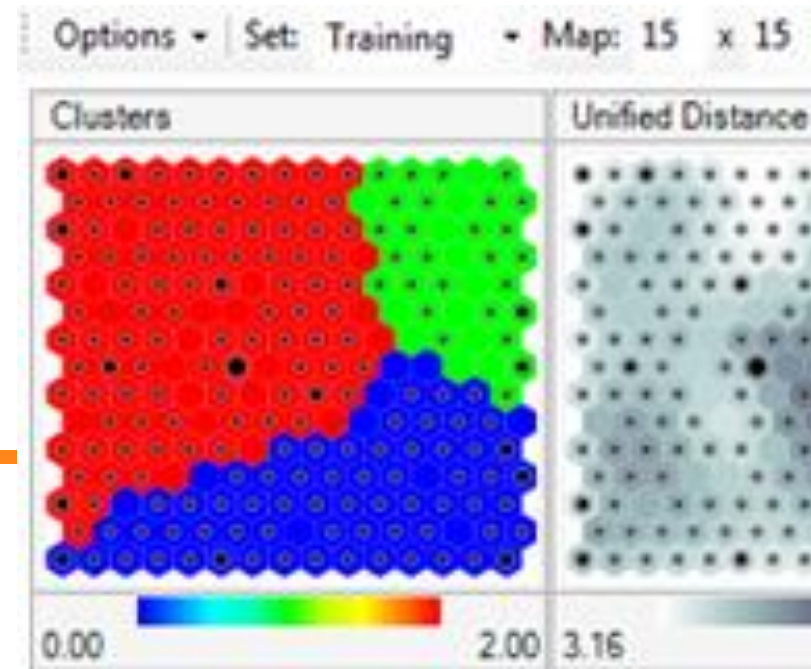 Options Set: Training Map: 15 x 15
Clusters Unified Distance
0.00 2.00 3.16